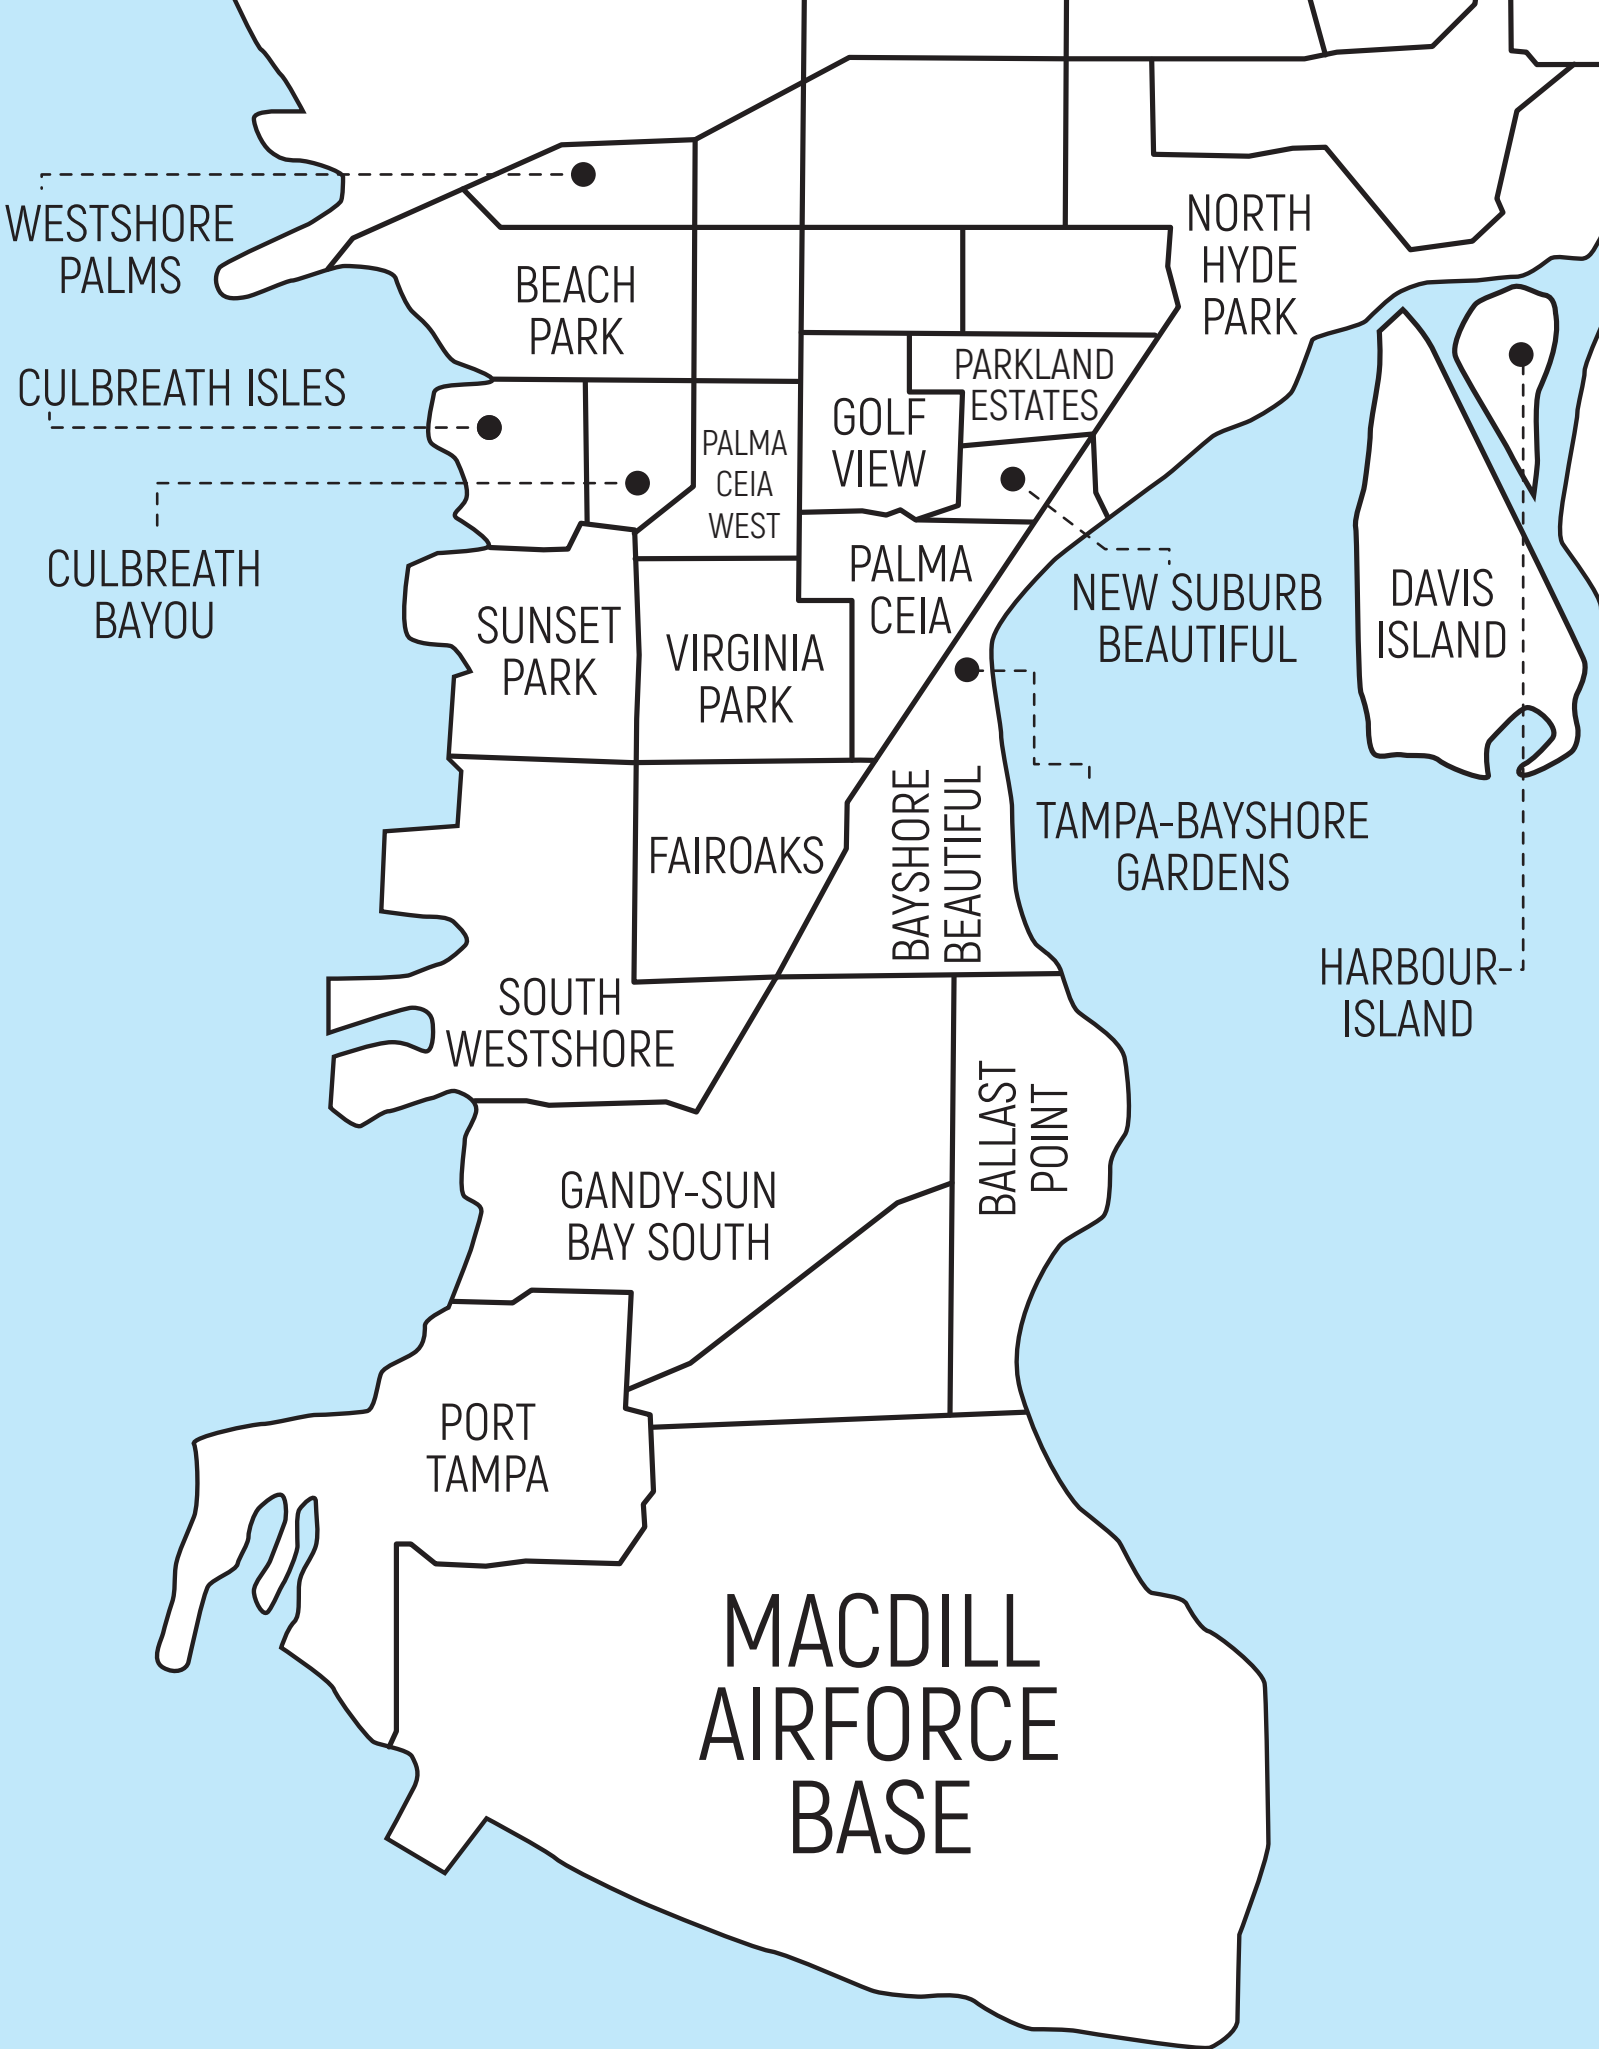 WESTSHORE
PALMS
NORTH
HYDE
PARK
BEACH
PARK
CULBREATH ISLES
PARKLAND
ESTATES
GOLF
VIEW
PALMA
CEIA
WEST
CULBREATH
BAYOU
PALMA
CEIA
NEW SUBURB
BEAUTIFUL
DAVIS
ISLAND
SUNSET
PARK
VIRGINIA
PARK
BAYSHORE
BEAUTIFUL
TAMPA-BAYSHORE
GARDENS
FAIROAKS
HARBOUR-
ISLAND
SOUTH
WESTSHORE
BALLAST
POINT
GANDY-SUN
BAY SOUTH
PORT
TAMPA
MACDILL
AIRFORCE
BASE